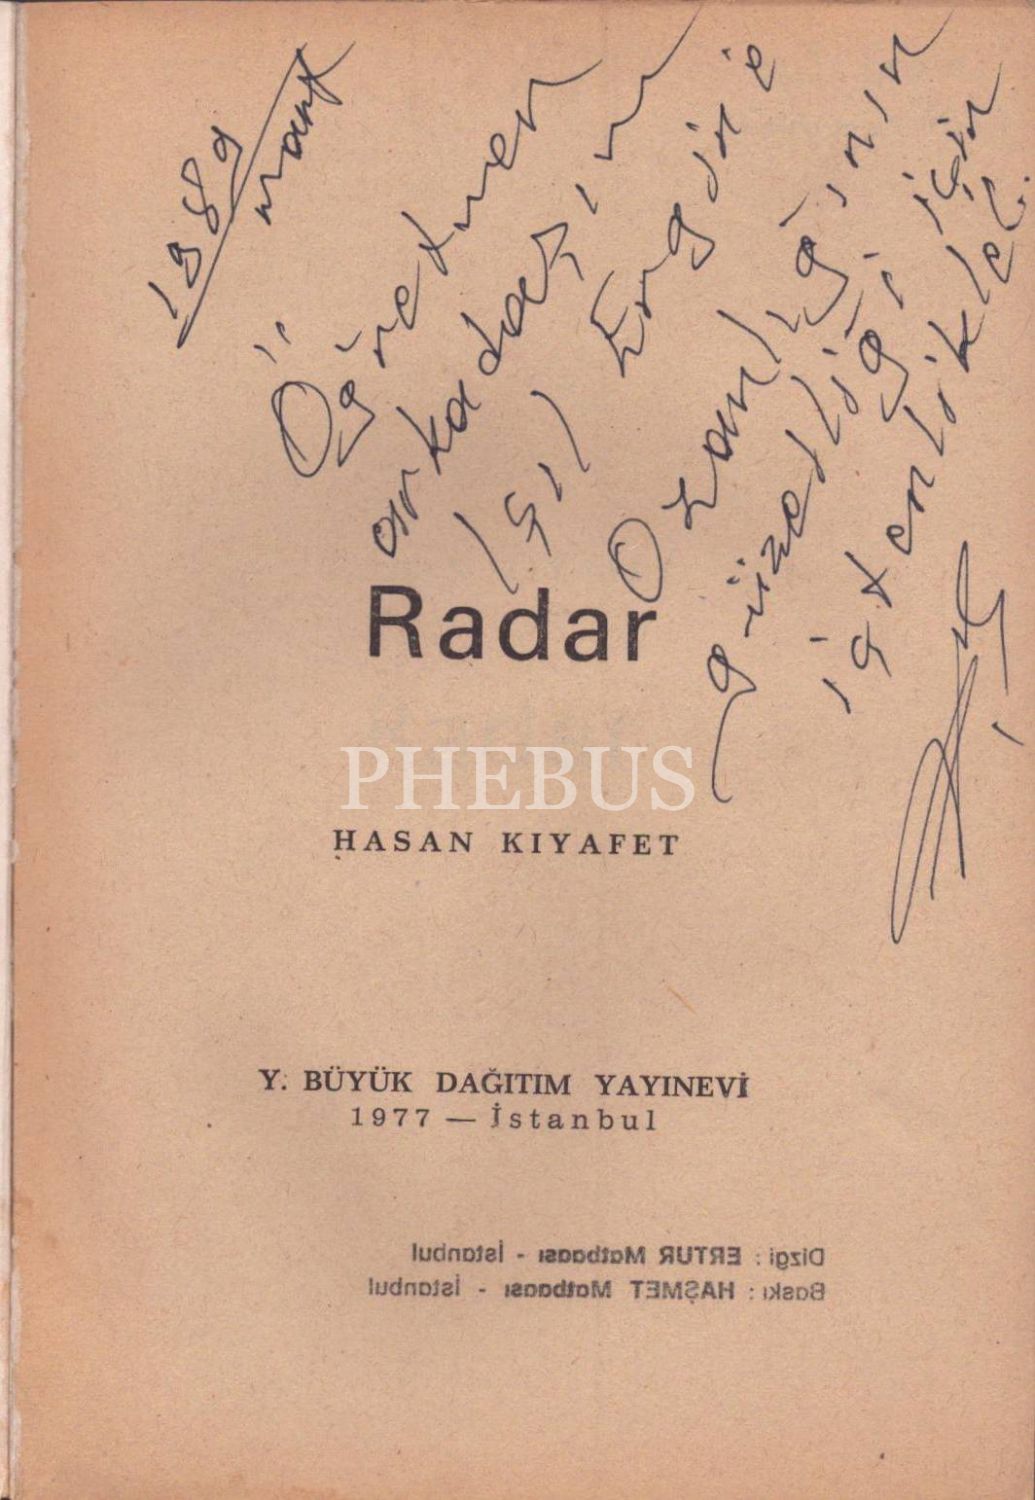 1989
mart
Öğretmen
arkadaşım
Işıl Ergin'e
Ozanlığının
güzelliği için
içtenlikle.
Radar
PHEBUS
HASAN KIYAFET
Y. BÜYÜK DAĞITIM YAYINEVİ
1977 — İstanbul
Dizgi : ERTUR Matbaası - İstanbul
Baskı : HAŞMET Matbaası - İstanbul